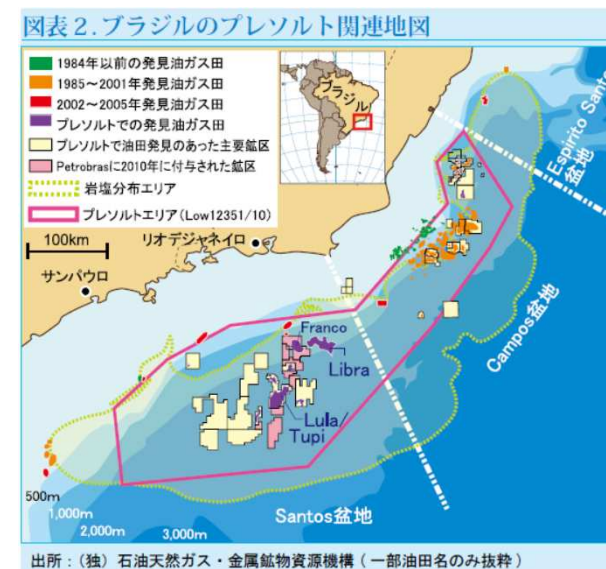 図表２.ブラジルのプレソルト関連地図
1984年以前の発見油ガス田
1985～2001年発見油ガス田
2002～2005年発見油ガス田
プレソルトでの発見油ガス田
プレソルトで油田発見のあった主要鉱区
Petrobrasに2010年に付与された鉱区
岩塩分布エリア
プレソルトエリア(Low12351/10)
ブラジル
100km
リオデジャネイロ
サンパウロ
Espirito Santo
盆地
Campos盆地
Franco
Libra
Lula/
Tupi
500m
1,000m
2,000m
3,000m
Santos盆地
出所：(独）石油天然ガス・金属鉱物資源機構 ( 一部油田名のみ抜粋 )